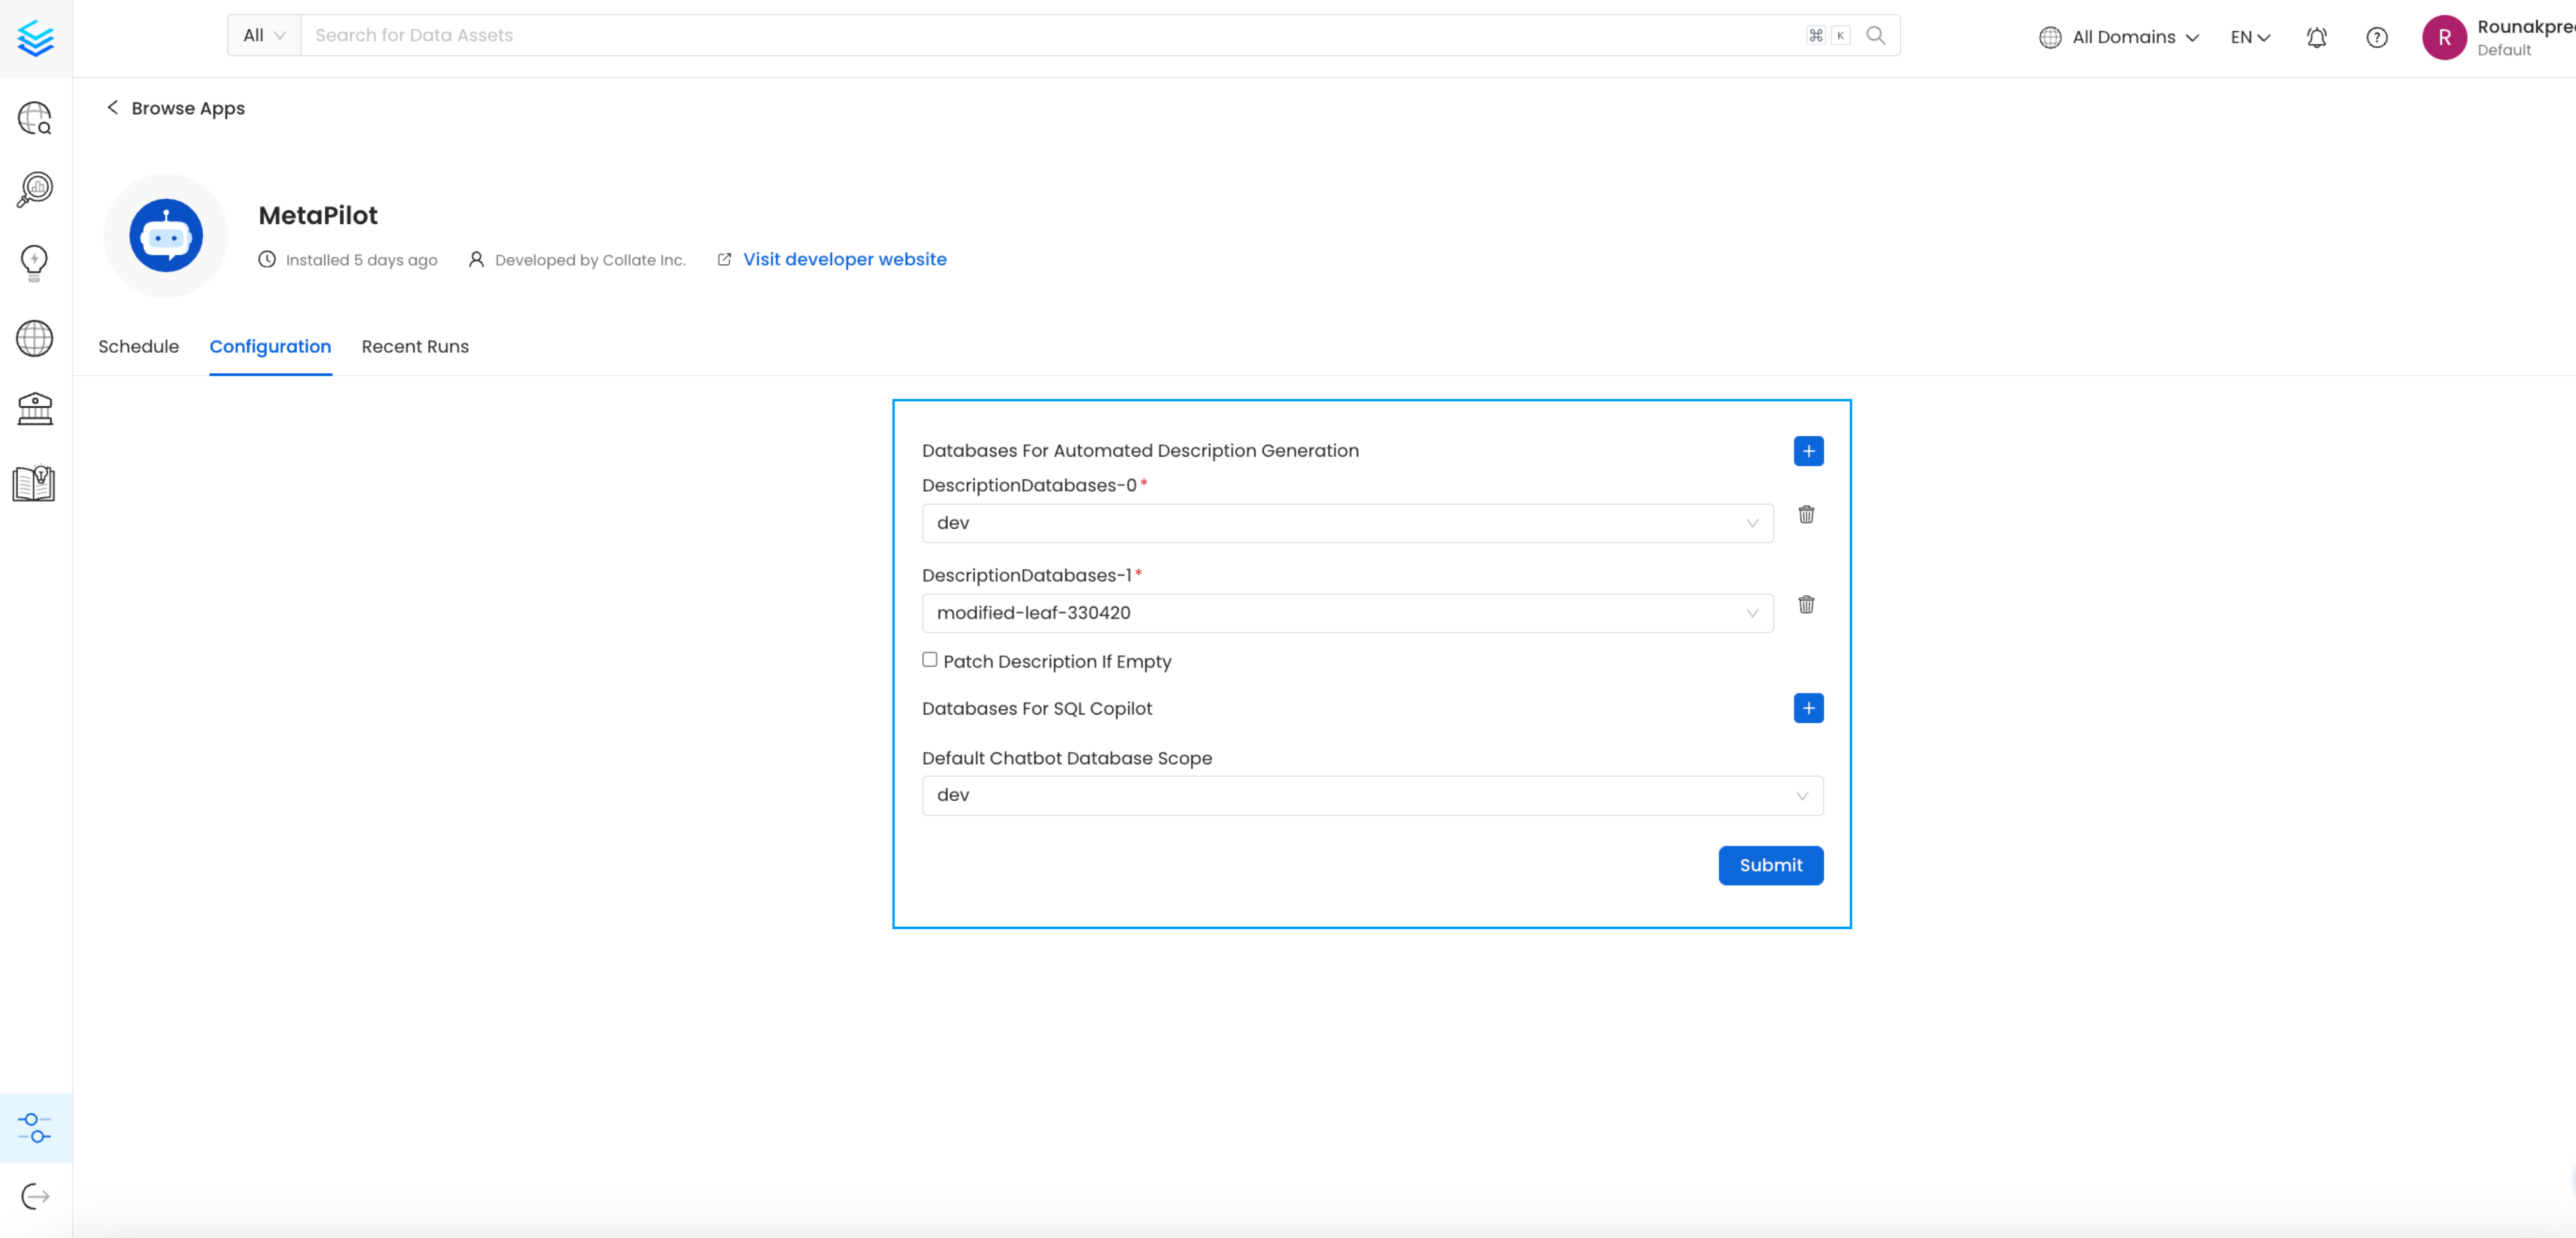 All Search for Data Assets ⌘ K All Domains EN R Rounakpree
Default
Browse Apps
MetaPilot
Installed 5 days ago Developed by Collate Inc. Visit developer website
Schedule Configuration Recent Runs
Databases For Automated Description Generation +
DescriptionDatabases-0*
dev
DescriptionDatabases-1*
modified-leaf-330420
Patch Description If Empty
Databases For SQL Copilot +
Default Chatbot Database Scope
dev
Submit